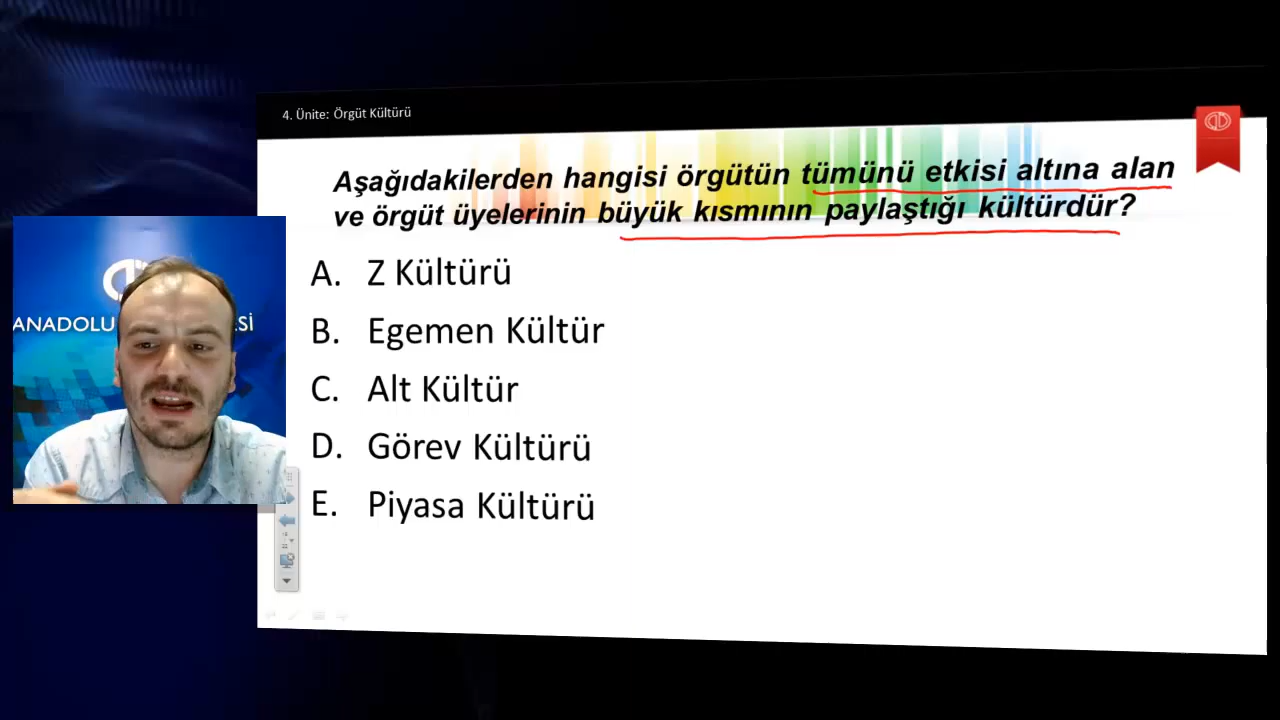 4. Ünite: Örgüt Kültürü
Aşağıdakilerden hangisi örgütün tümünü etkisi altına alan
ve örgüt üyelerinin büyük kısmının paylaştığı kültürdür?
A. Z Kültürü
B. Egemen Kültür
C. Alt Kültür
D. Görev Kültürü
E. Piyasa Kültürü
ANADOLU